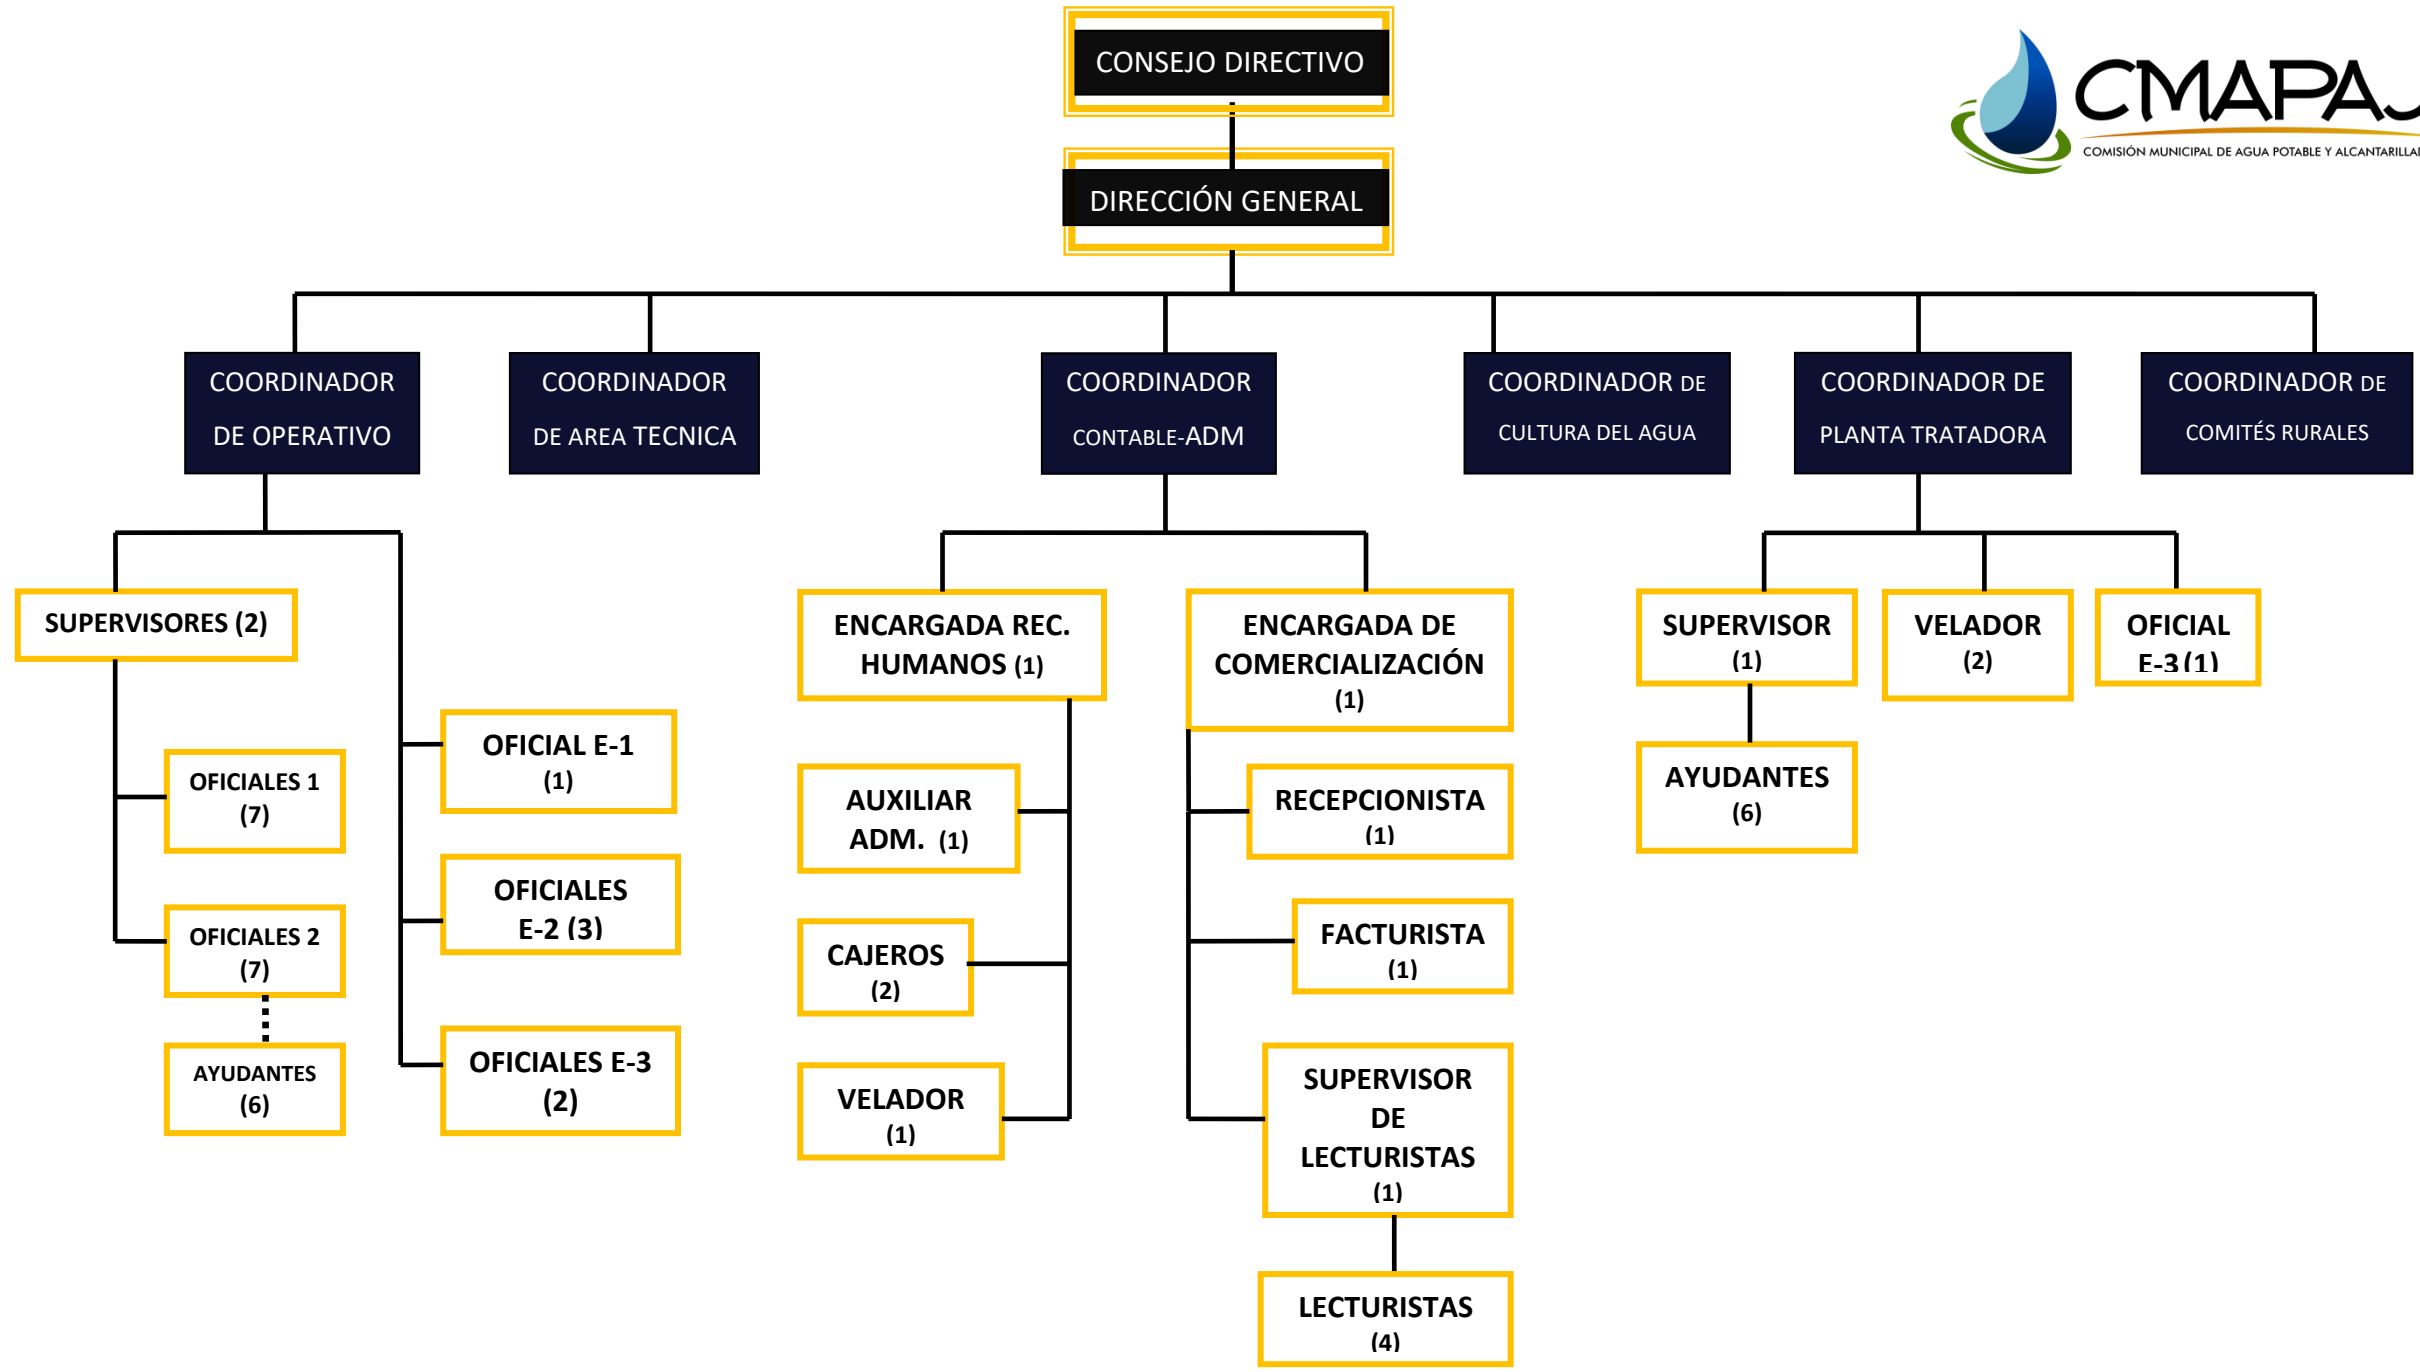 CONSEJO DIRECTIVO
CMAPAJ
COMISIÓN MUNICIPAL DE AGUA POTABLE Y
DIRECCIÓN GENERAL
COORDINADOR
DE OPERATIVO
COORDINADOR
DE AREA TECNICA
COORDINADOR
CONTABLE-ADM
COORDINADOR DE
CULTURA DEL AGUA
COORDINADOR DE
PLANTA TRATADORA
COORDINADOR DE
COMITÉS RURALES
SUPERVISORES (2)
OFICIALES 1
(7)
OFICIALES 2
(7)
AYUDANTES
(6)
OFICIAL E-1
(1)
OFICIALES
E-2 (3)
OFICIALES E-3
(2)
ENCARGADA REC.
HUMANOS (1)
AUXILIAR
ADM. (1)
CAJEROS
(2)
VELADOR
(1)
ENCARGADA DE
COMERCIALIZACIÓN
(1)
RECEPCIONISTA
(1)
FACTURISTA
(1)
SUPERVISOR
DE
LECTURISTAS
(1)
LECTURISTAS
(4)
SUPERVISOR
(1)
AYUDANTES
(6)
VELADOR
(2)
OFICIAL
E-3 (1)